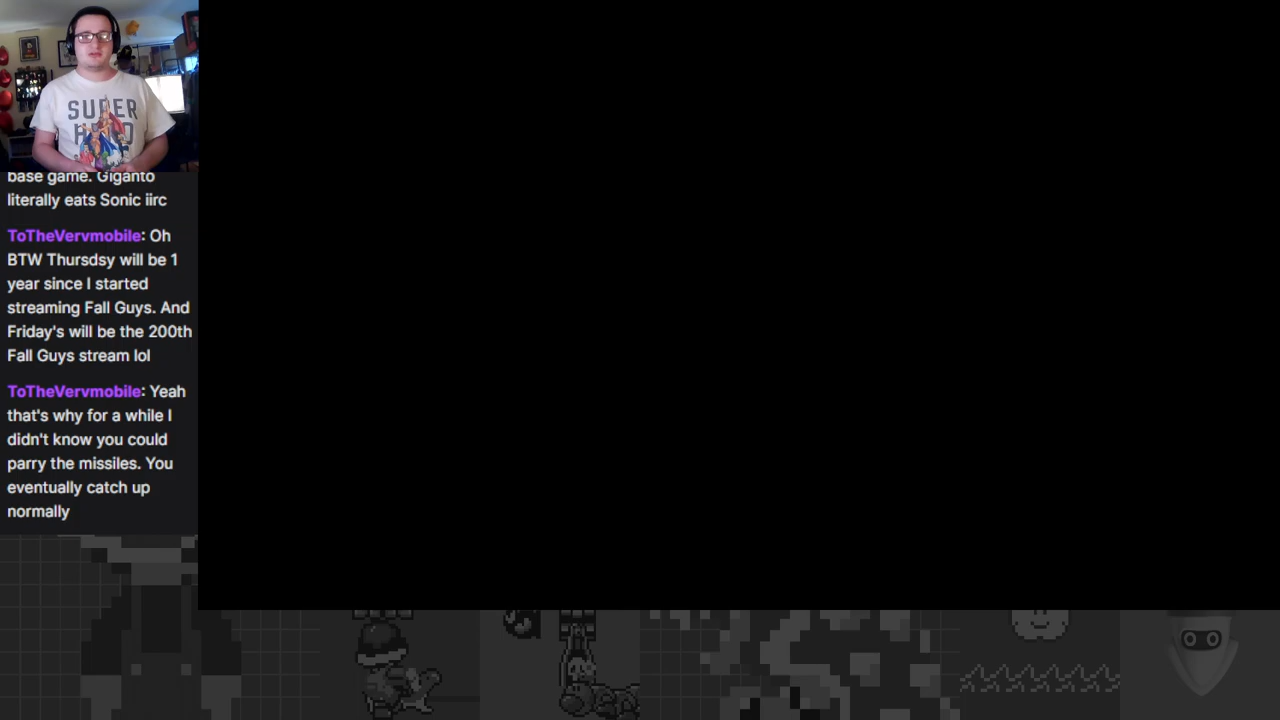 SUPER
HERO
base game. Giganto
literally eats Sonic iirc
ToTheVervmobile: Oh
BTW Thursdsy will be 1
year since I started
streaming Fall Guys. And
Friday's will be the 200th
Fall Guys stream lol
ToTheVervmobile: Yeah
that's why for a while I
didn't know you could
parry the missiles. You
eventually catch up
normally